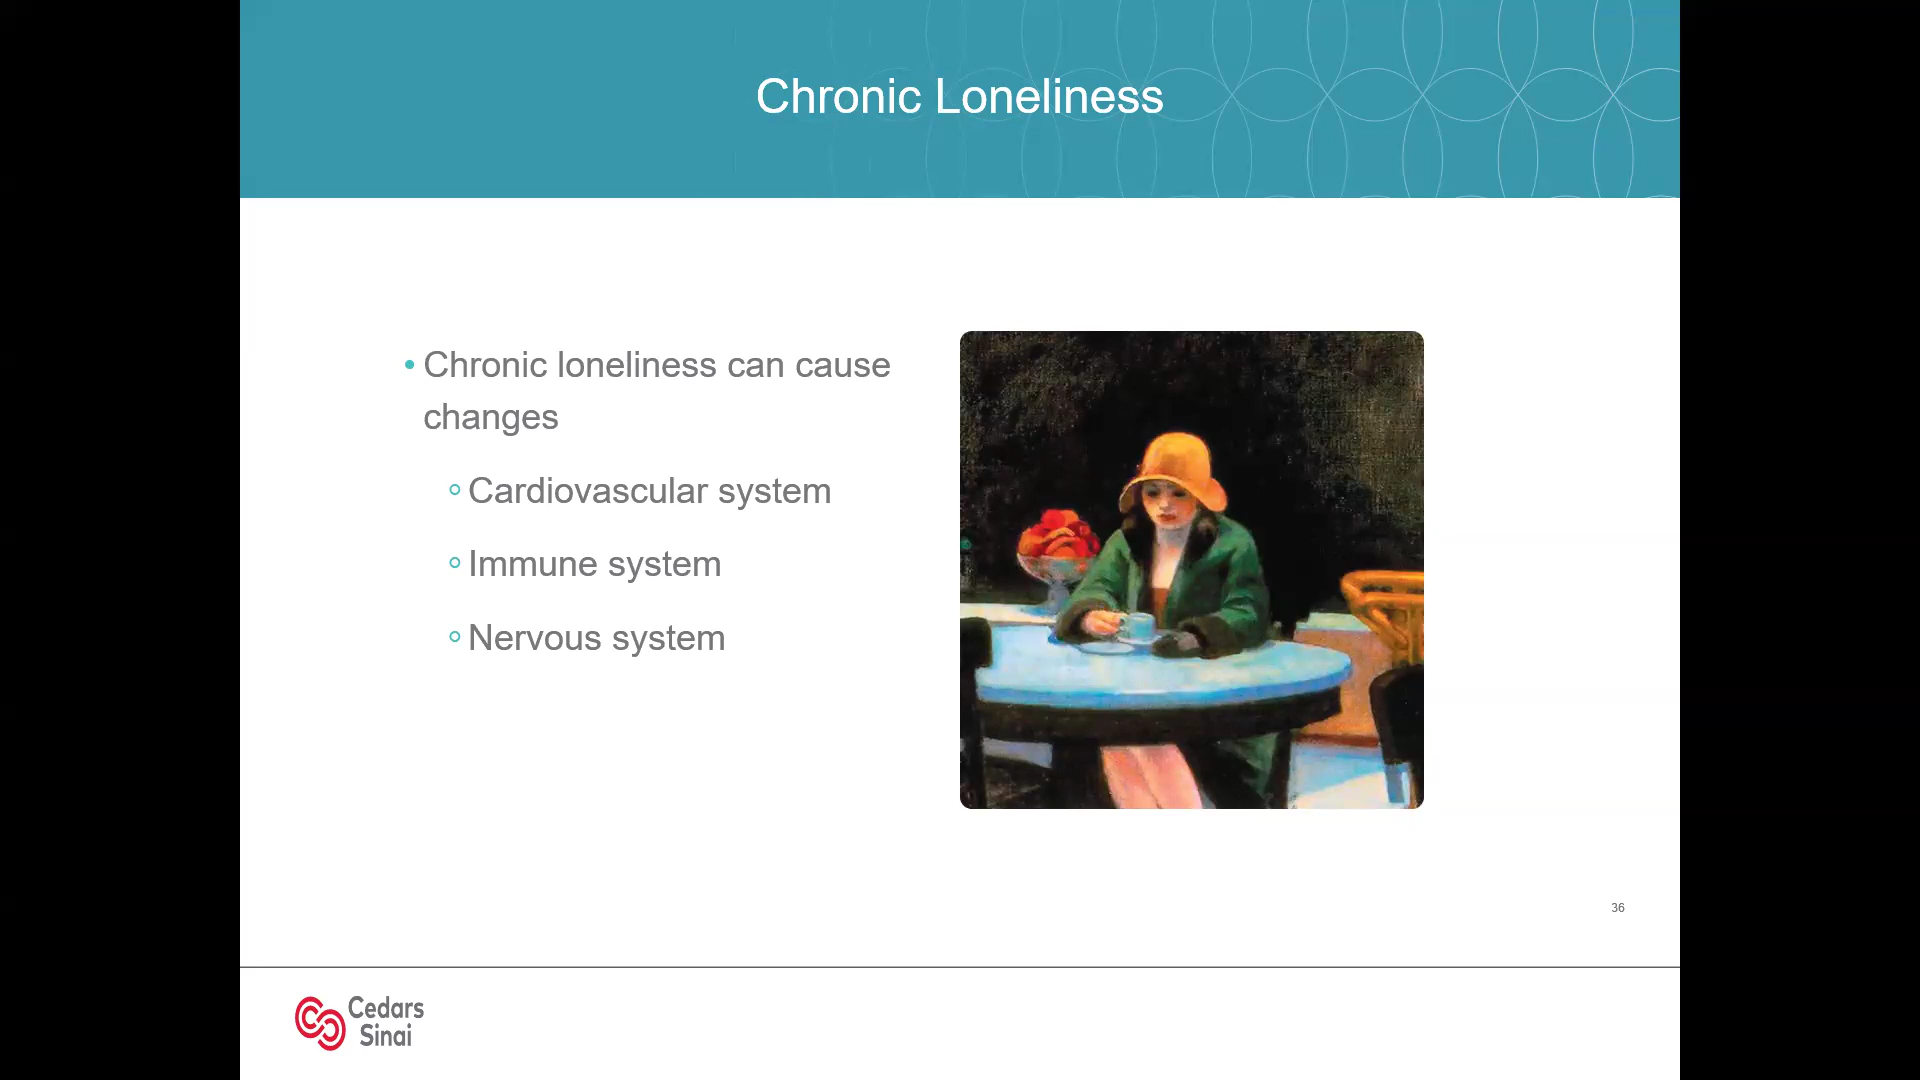 Chronic Loneliness
• Chronic loneliness can cause
changes
Cardiovascular system
Immune system
Nervous system
36
Cedars
Sinai